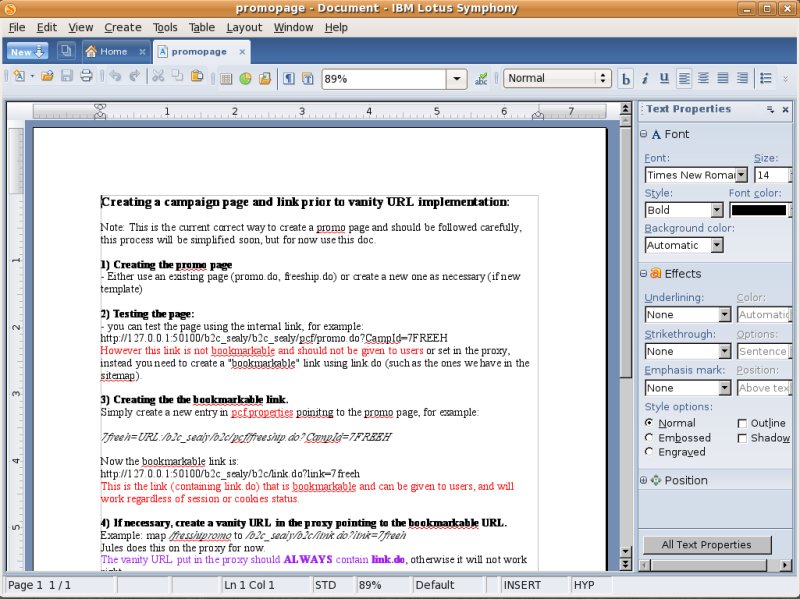 promopage - Document - IBM Lotus Symphony
File Edit View Create Tools Table Layout Window Help
New Home promopage
89% Normal b i u
1 2 3 4 5 6 7
Creating a campaign page and link prior to vanity URL implementation:
Note: This is the current correct way to create a promo page and should be followed carefully,
this process will be simplified soon, but for now use this doc.
1) Creating the promo page
- Either use an existing page (promo.do, freeship.do) or create a new one as necessary (if new
template)
2) Testing the page:
- you can test the page using the internal link, for example:
http://127.0.0.1:50100/b2c_sealy/b2c_sealy/pcf/promo.do?CampId=7FREEH
However this link is not bookmarkable and should not be given to users or set in the proxy,
instead you need to create a "bookmarkable" link using link.do (such as the ones we have in the
sitemap).
3) Creating the the bookmarkable link.
Simply create a new entry in pcf.properties poinitng to the promo page, for example:
7freeh=URL:/b2c_sealy/b2c/pcf/freeship.do?CampId=7FREEH
Now the bookmarkable link is:
http://127.0.0.1:50100/b2c_sealy/b2c/link.do?link=7freeh
This is the link (containing link.do) that is bookmarkable and can be given to users, and will
work regardless of session or cookies status.
4) If necessary, create a vanity URL in the proxy pointing to the bookmarkable URL.
Example: map /freeshippromo to /b2c_sealy/b2c/link.do?link=7freeh
Jules does this on the proxy for now.
The vanity URL put in the proxy should ALWAYS contain link.do, otherwise it will not work
right.
1
2
3
4
5
Text Properties
Font
Font: Size:
Times New Roma 14
Style: Font color:
Bold
Background color:
Automatic
Effects
Underlining: Color:
None Automatic
Strikethrough: Options:
None Sentence
Emphasis mark: Position:
None Above tex
Style options:
Normal Outline
Embossed Shadow
Engraved
Position
All Text Properties
Page 1 1 / 1 Ln 1 Col 1 STD 89% Default INSERT HYP